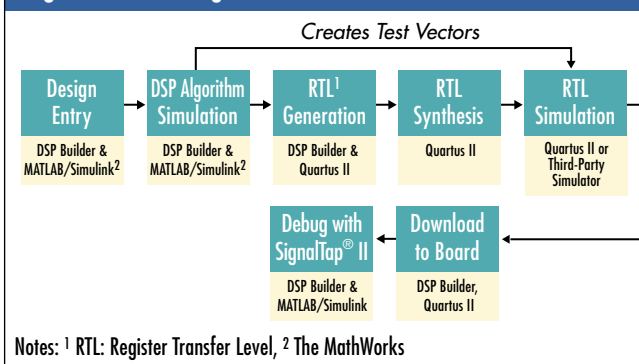 Creates Test Vectors
Design
Entry
DSP Builder &
MATLAB/Simulink²
DSP Algorithm
Simulation
DSP Builder &
MATLAB/Simulink²
RTL¹
Generation
DSP Builder &
Quartus II
RTL
Synthesis
Quartus II
RTL
Simulation
Quartus II or
Third-Party
Simulator
Debug with
SignalTap® II
DSP Builder &
MATLAB/Simulink
Download
to Board
DSP Builder,
Quartus II
Notes: ¹ RTL: Register Transfer Level, ² The MathWorks